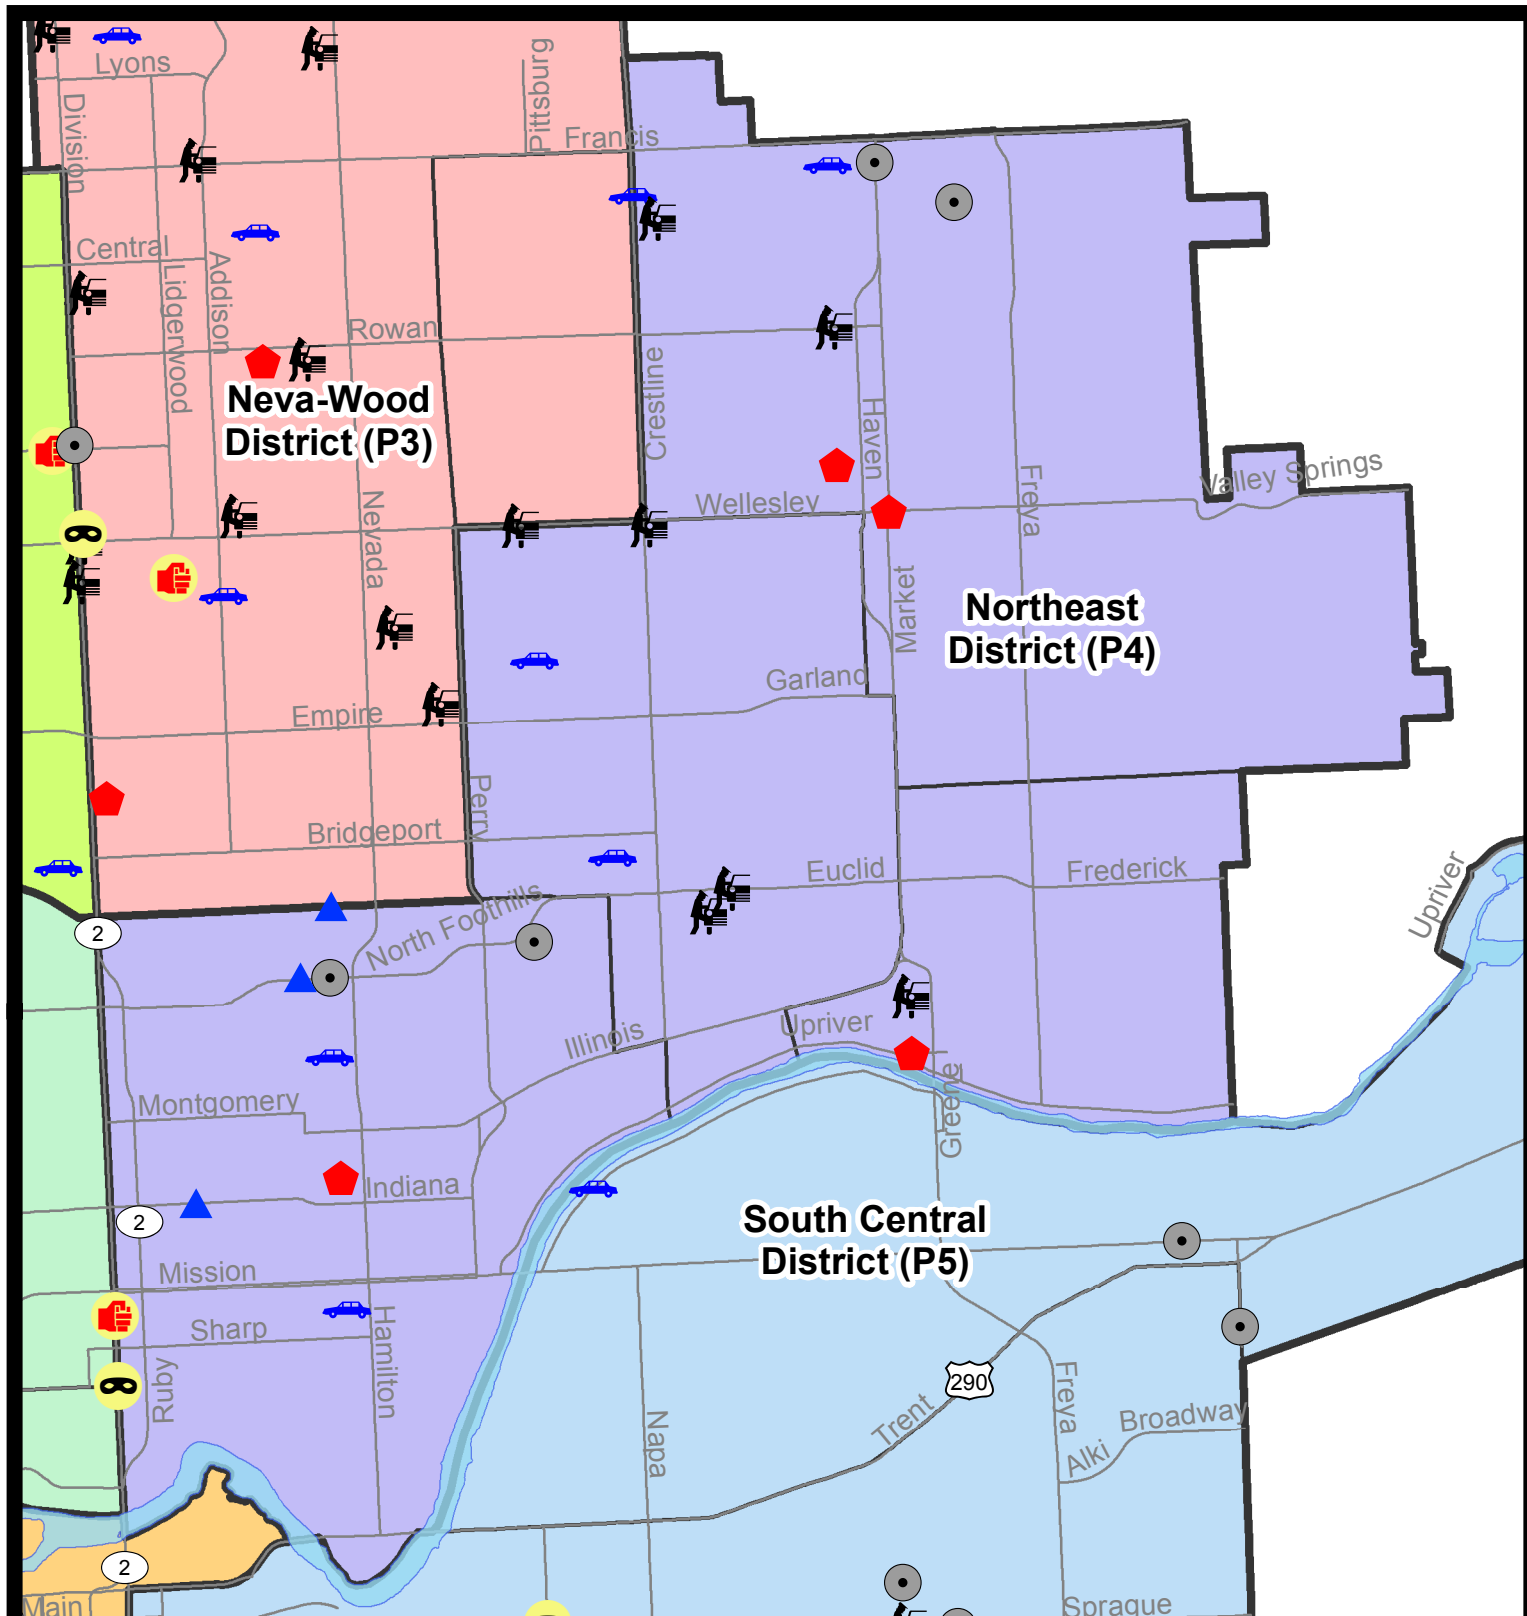 Lyons
Division
Pittsburg
Francis
Central
Lidgerwood
Addison
Rowan
Neva-Wood
District (P3)
Crestline
Haven
Freya
Valley Springs
Wellesley
Nevada
Market
Northeast
District (P4)
Garland
Empire
Perry
Bridgeport
Euclid
Frederick
Upriver
2
North Foothills
Illinois
Upriver
Greene
Montgomery
Indiana
2
South Central
District (P5)
Mission
Sharp
Ruby
Hamilton
290
Trent
Freya
Broadway
Alki
Napa
2
Main
Sprague